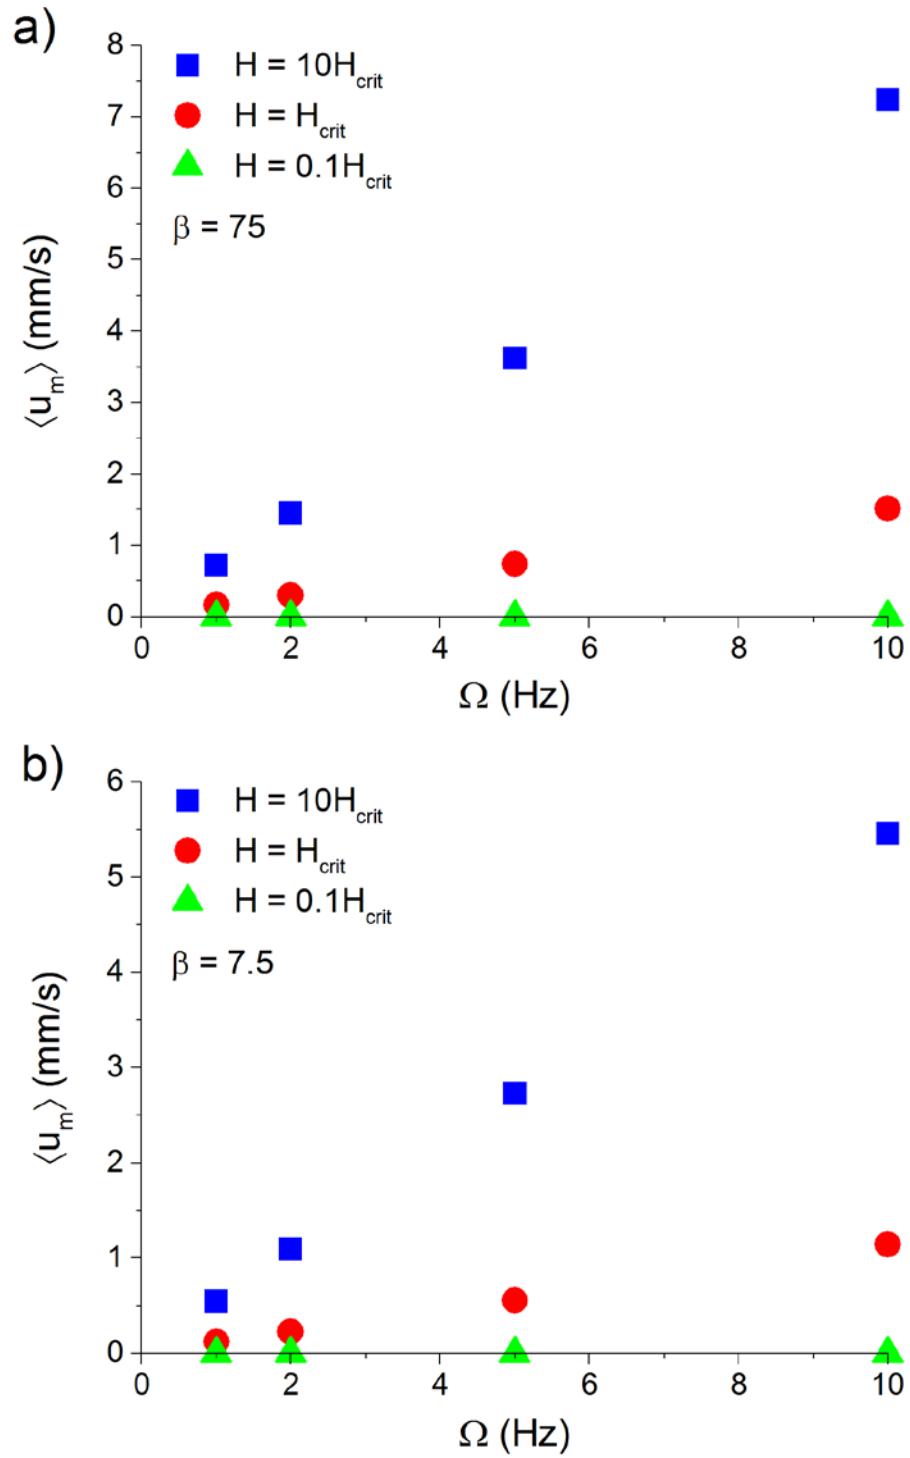 a)
8
7
6
5
4
3
2
1
0
⟨u_m⟩ (mm/s)
H = 10H_crit
H = H_crit
H = 0.1H_crit
β = 75
0 2 4 6 8 10
Ω (Hz)
b)
6
5
4
3
2
1
0
⟨u_m⟩ (mm/s)
H = 10H_crit
H = H_crit
H = 0.1H_crit
β = 7.5
0 2 4 6 8 10
Ω (Hz)